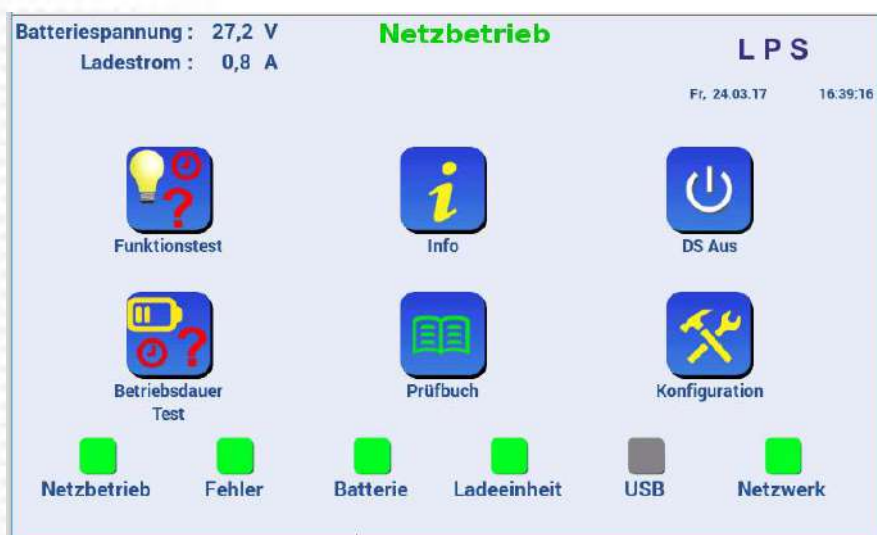 Batteriespannung : 27,2 V
Netzbetrieb
LPS
Ladestrom : 0,8 A
Fr, 24.03.17 16:39:16
Funktionstest
Info
DS Aus
Betriebsdauer
Test
Prüfbuch
Konfiguration
Netzbetrieb
Fehler
Batterie
Ladeeinheit
USB
Netzwerk